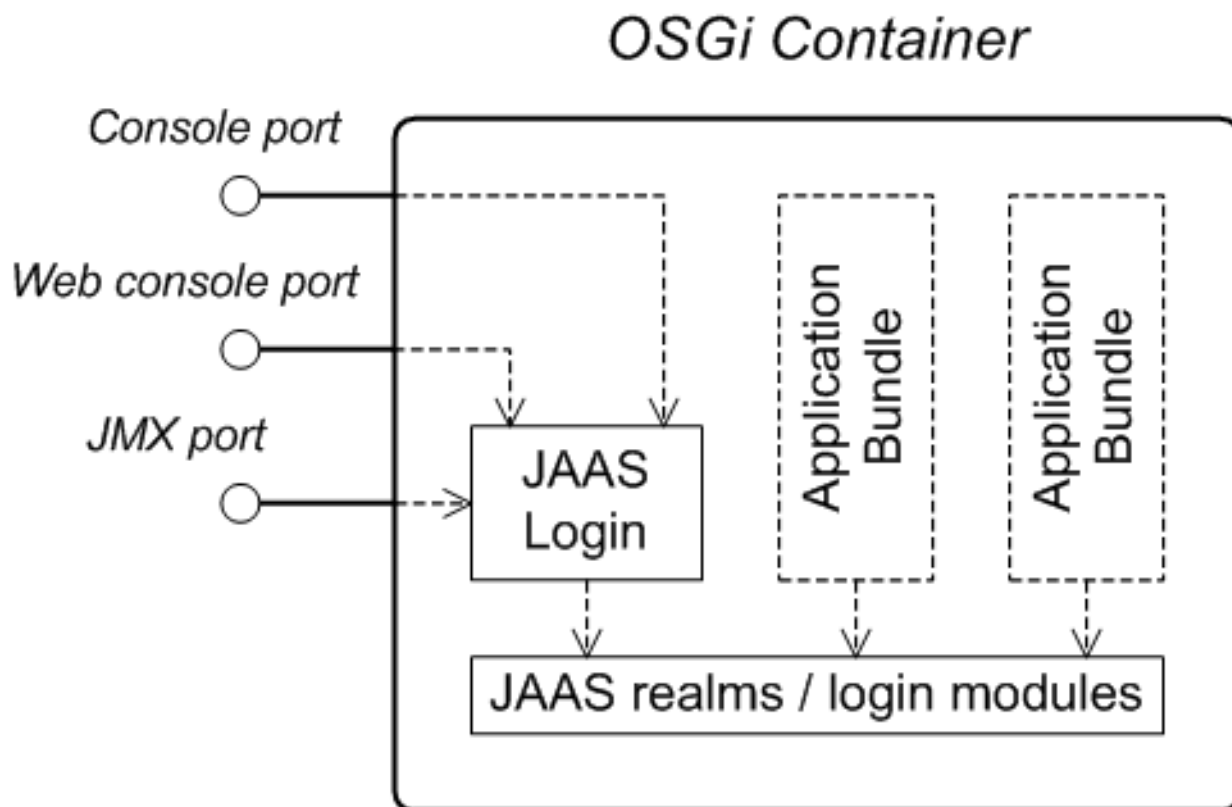 OSGi Container
Console port
Web console port
JMX port
JAAS
Login
Application
Bundle
Application
Bundle
JAAS realms / login modules